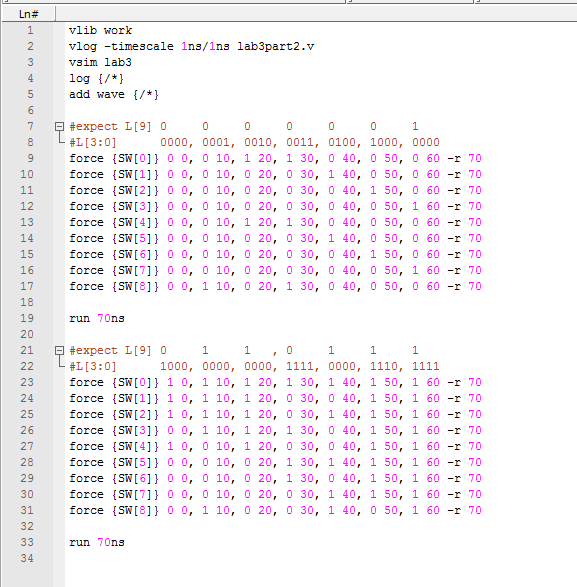 Ln#
1 vlib work
2 vlog -timescale 1ns/1ns lab3part2.v
3 vsim lab3
4 log {/*}
5 add wave {/*}
6
7 #expect L[9] 0 0 0 0 0 0 1
8 #L[3:0] 0000, 0001, 0010, 0011, 0100, 1000, 0000
9 force {SW[0]} 0 0, 0 10, 1 20, 1 30, 0 40, 0 50, 0 60 -r 70
10 force {SW[1]} 0 0, 0 10, 0 20, 0 30, 1 40, 0 50, 0 60 -r 70
11 force {SW[2]} 0 0, 0 10, 0 20, 0 30, 0 40, 1 50, 0 60 -r 70
12 force {SW[3]} 0 0, 0 10, 0 20, 0 30, 0 40, 0 50, 1 60 -r 70
13 force {SW[4]} 0 0, 0 10, 1 20, 1 30, 0 40, 0 50, 0 60 -r 70
14 force {SW[5]} 0 0, 0 10, 0 20, 0 30, 1 40, 0 50, 0 60 -r 70
15 force {SW[6]} 0 0, 0 10, 0 20, 0 30, 0 40, 1 50, 0 60 -r 70
16 force {SW[7]} 0 0, 0 10, 0 20, 0 30, 0 40, 0 50, 1 60 -r 70
17 force {SW[8]} 0 0, 1 10, 0 20, 1 30, 0 40, 0 50, 0 60 -r 70
18
19 run 70ns
20
21 #expect L[9] 0 1 1 , 0 1 1 1
22 #L[3:0] 1000, 0000, 0000, 1111, 0000, 1110, 1111
23 force {SW[0]} 1 0, 1 10, 1 20, 1 30, 1 40, 1 50, 1 60 -r 70
24 force {SW[1]} 1 0, 1 10, 1 20, 0 30, 0 40, 1 50, 1 60 -r 70
25 force {SW[2]} 1 0, 1 10, 1 20, 0 30, 0 40, 1 50, 1 60 -r 70
26 force {SW[3]} 0 0, 1 10, 1 20, 0 30, 0 40, 1 50, 1 60 -r 70
27 force {SW[4]} 1 0, 0 10, 1 20, 0 30, 0 40, 1 50, 1 60 -r 70
28 force {SW[5]} 0 0, 0 10, 0 20, 1 30, 1 40, 1 50, 1 60 -r 70
29 force {SW[6]} 0 0, 0 10, 0 20, 1 30, 1 40, 1 50, 1 60 -r 70
30 force {SW[7]} 0 0, 0 10, 0 20, 0 30, 0 40, 1 50, 1 60 -r 70
31 force {SW[8]} 0 0, 1 10, 0 20, 0 30, 1 40, 0 50, 1 60 -r 70
32
33 run 70ns
34